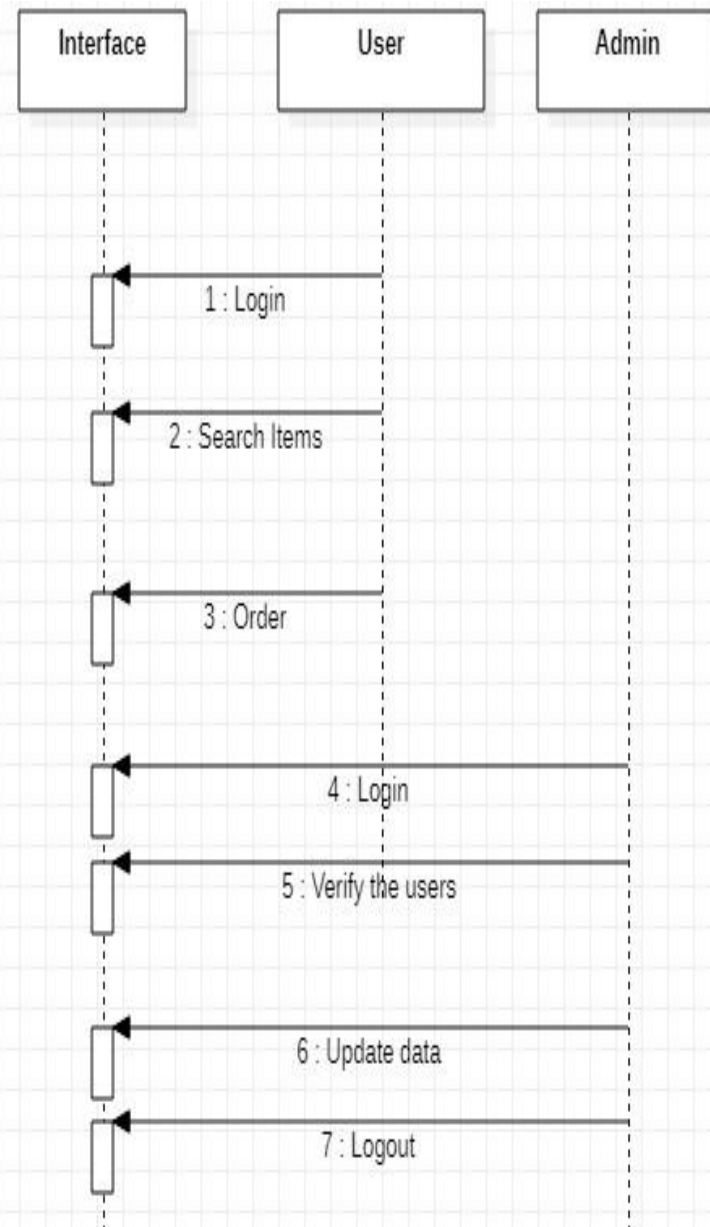 Interface
User
Admin
1 : Login
2 : Search Items
3 : Order
4 : Login
5 : Verify the users
6 : Update data
7 : Logout